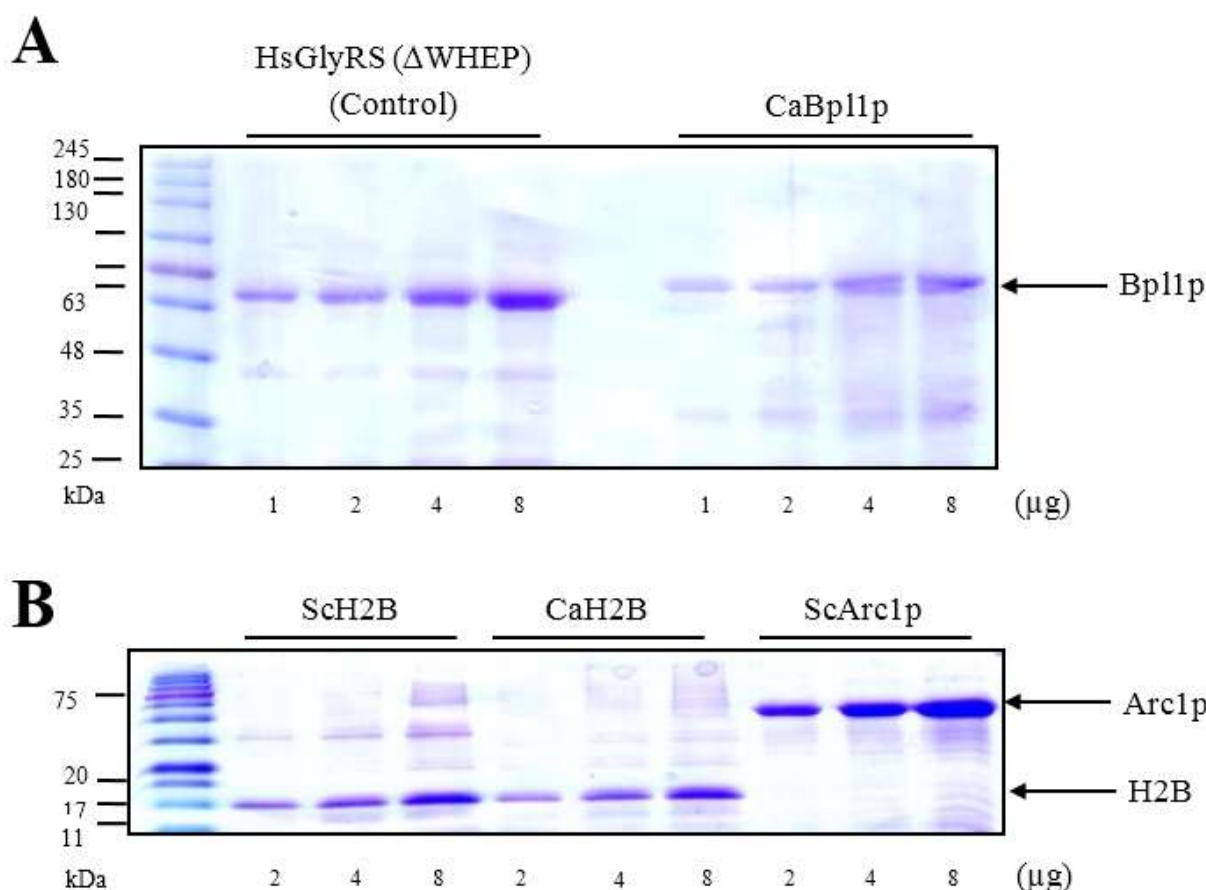 A
HsGlyRS (ΔWHEP)
(Control)
CaBpl1p
245
180
130
63
48
35
25
kDa
Bpl1p
1 2 4 8 1 2 4 8 (µg)
B
ScH2B CaH2B ScArc1p
75
20
17
11
kDa
Arc1p
H2B
2 4 8 2 4 8 2 4 8 (µg)